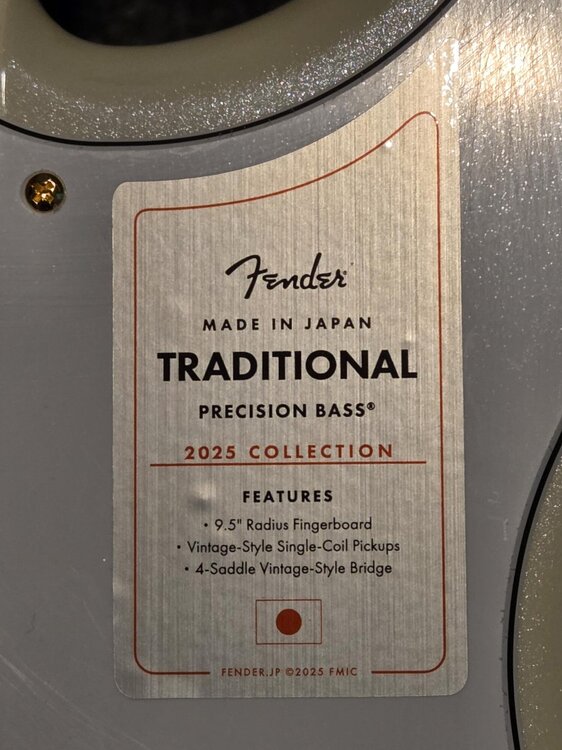 Fender
MADE IN JAPAN
TRADITIONAL
PRECISION BASS®
2025 COLLECTION
FEATURES
• 9.5" Radius Fingerboard
• Vintage-Style Single-Coil Pickups
• 4-Saddle Vintage-Style Bridge
FENDER.JP ©2025 FMIC